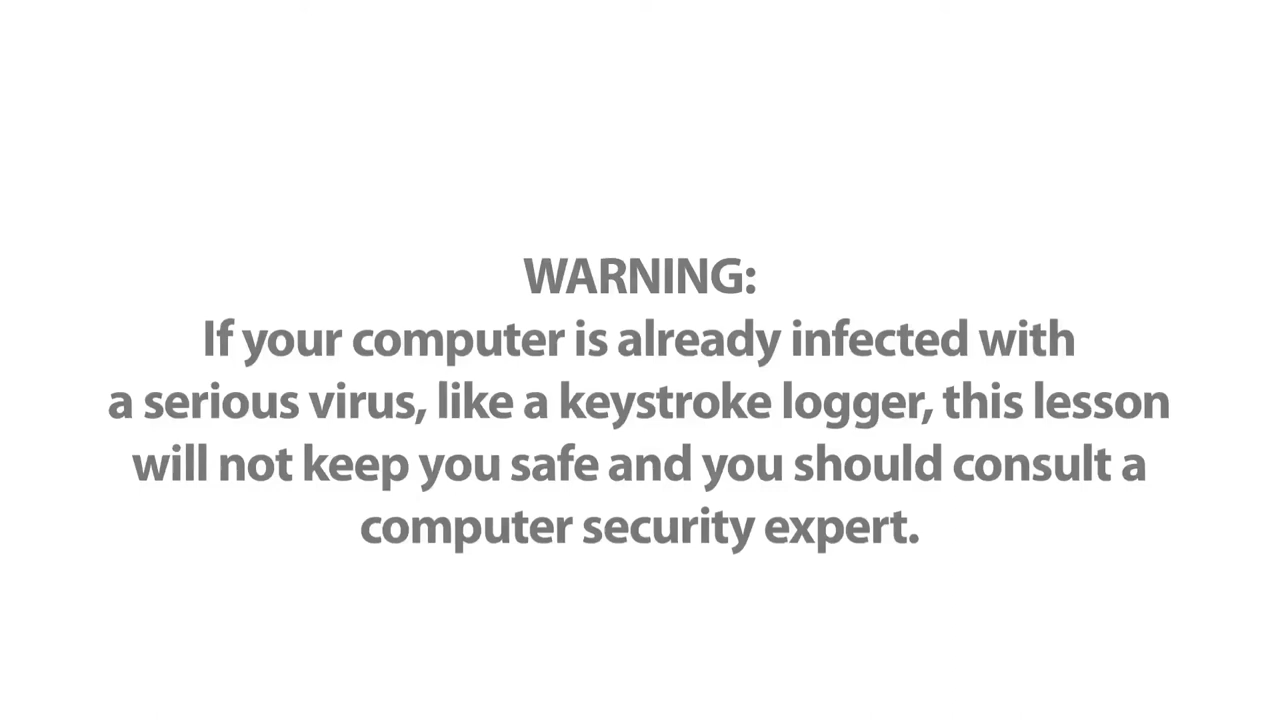 WARNING:
If your computer is already infected with
a serious virus, like a keystroke logger, this lesson
will not keep you safe and you should consult a
computer security expert.